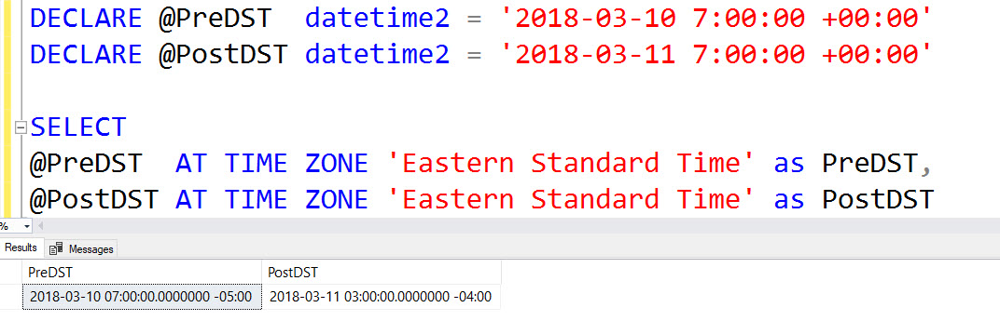 DECLARE @PreDST  datetime2 = '2018-03-10 7:00:00 +00:00'
DECLARE @PostDST datetime2 = '2018-03-11 7:00:00 +00:00'
SELECT
@PreDST  AT TIME ZONE 'Eastern Standard Time' as PreDST,
@PostDST AT TIME ZONE 'Eastern Standard Time' as PostDST
%
Results Messages
PreDST PostDST
2018-03-10 07:00:00.0000000 -05:00 2018-03-11 03:00:00.0000000 -04:00